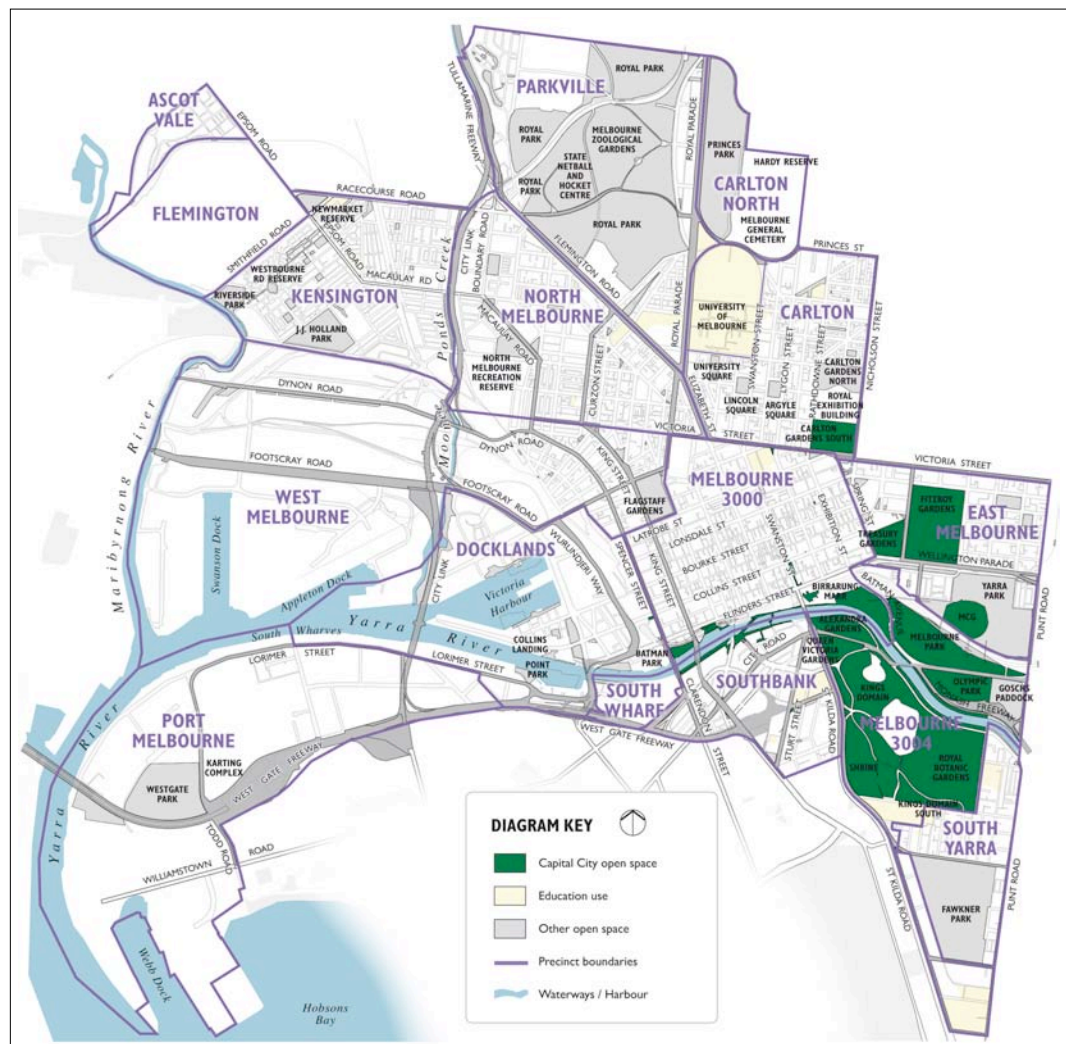 ROYAL PARK
PARKVILLE
ASCOT
VALE
EPSOM ROAD
TULLAMARINE FREEWAY
ROYAL
PARK
MELBOURNE
ZOOLOGICAL
GARDENS
ROYAL PARADE
PRINCES
PARK
HARDY RESERVE
STATE
NETBALL
AND
HOCKET
CENTRE
ROYAL
PARK
CARLTON
NORTH
RACECOURSE ROAD
FLEMINGTON
NEWMARKET
RESERVE
ROYAL PARK
MELBOURNE
GENERAL
CEMETERY
PRINCES ST
SMITHFIELD ROAD
EPSOM ROAD
CITY LINK
BOUNDARY ROAD
FLEMINGTON ROAD
WESTBOURNE
RD RESERVE
MACAULAY RD
RIVERSIDE
PARK
KENSINGTON
Ponds Creek
NORTH
MELBOURNE
ROYAL PARADE
UNIVERSITY
OF
MELBOURNE
CARLTON
SWANSTON STREET
LYGON STREET
RATHDOWNE STREET
NICHOLSON STREET
J.J. HOLLAND
PARK
MACAULAY ROAD
NORTH
MELBOURNE
RECREATION
RESERVE
CURZON STREET
UNIVERSITY
SQUARE
CARLTON
GARDENS
NORTH
ROYAL
EXHIBITION
BUILDING
DYNON ROAD
ELIZABETH ST
LINCOLN
SQUARE
ARGYLE
SQUARE
VICTORIA STREET
CARLTON
GARDENS SOUTH
Maribyrnong River
Moonee
DYNON ROAD
KING STREET
VICTORIA STREET
FOOTSCRAY ROAD
FOOTSCRAY ROAD
MELBOURNE
3000
WEST
MELBOURNE
FLAGSTAFF
GARDENS
SPRING ST
FITZROY
GARDENS
EAST
MELBOURNE
LATROBE ST
LONSDALE ST
EXHIBITION ST
Swanson Dock
DOCKLANDS
WURUNDJERI WAY
BOURKE STREET
SWANSTON ST
TREASURY
GARDENS
WELLINGTON PARADE
COLLINS STREET
Appleton Dock
CITY LINK
Victoria
Harbour
SPENCER STREET
KING STREET
FLINDERS STREET
BIRRARUNG
MARR
BATMAN
AVENUE
YARRA
PARK
PUNT ROAD
MCG
South Wharves
Yarra River
COLLINS
LANDING
POINT
PARK
BATMAN
PARK
CITY ROAD
ALEXANDRA
GARDENS
MELBOURNE
PARK
QUEEN
VICTORIA
GARDENS
LORIMER STREET
LORIMER STREET
SOUTH
WHARF
SOUTHBANK
KINGS
DOMAIN
OLYMPIC
PARK
GOSCHS
PADDOCK
MONASH FREEWAY
CLARENDON STREET
STURT STREET
ST KILDA ROAD
MELBOURNE
3004
PORT
MELBOURNE
WEST GATE FREEWAY
SHRINE
ROYAL
BOTANIC
GARDENS
KARTING
COMPLEX
WESTGATE
PARK
WEST GATE FREEWAY
KINGS DOMAIN
SOUTH
SOUTH
YARRA
Yarra River
TODD ROAD
WILLIAMSTOWN ROAD
ST KILDA ROAD
PUNT ROAD
FAWKNER
PARK
Webb Dock
Hobsons
Bay
DIAGRAM KEY
Capital City open space
Education use
Other open space
Precinct boundaries
Waterways / Harbour